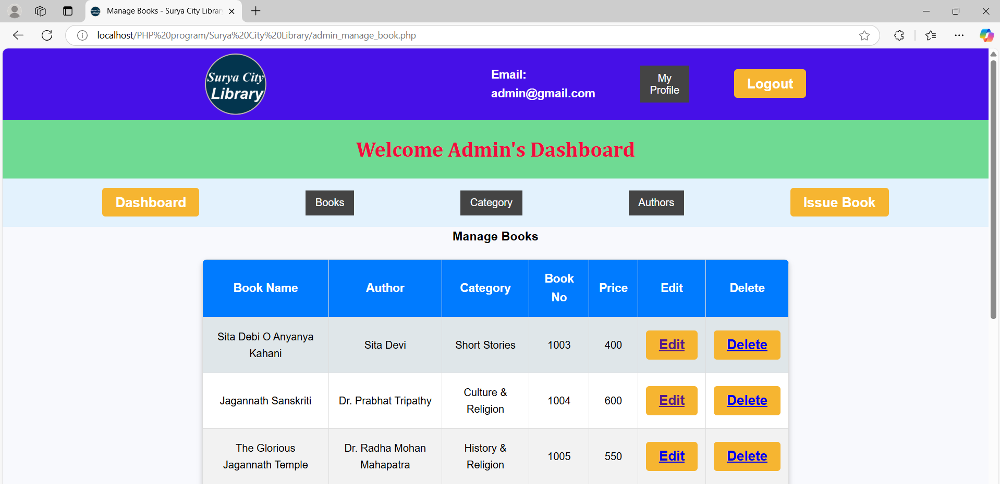 Manage Books - Surya City Librar
localhost/PHP%20program/Surya%20City%20Library/admin_manage_book.php
Surya City
Library
Email:
admin@gmail.com
My
Profile
Logout
Welcome Admin's Dashboard
Dashboard
Books
Category
Authors
Issue Book
Manage Books
Book Name
Author
Category
Book
No
Price
Edit
Delete
Sita Debi O Anyanya
Kahani
Sita Devi
Short Stories
1003
400
Edit
Delete
Jagannath Sanskriti
Dr. Prabhat Tripathy
Culture &
Religion
1004
600
Edit
Delete
The Glorious
Jagannath Temple
Dr. Radha Mohan
Mahapatra
History &
Religion
1005
550
Edit
Delete